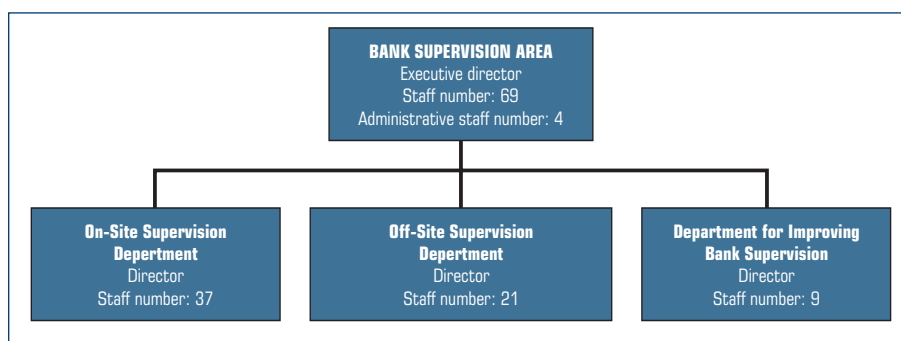 BANK SUPERVISION AREA
Executive director
Staff number: 69
Administrative staff number: 4
On-Site Supervision
Depertment
Director
Staff number: 37
Off-Site Supervision
Depertment
Director
Staff number: 21
Department for Improving
Bank Supervision
Director
Staff number: 9